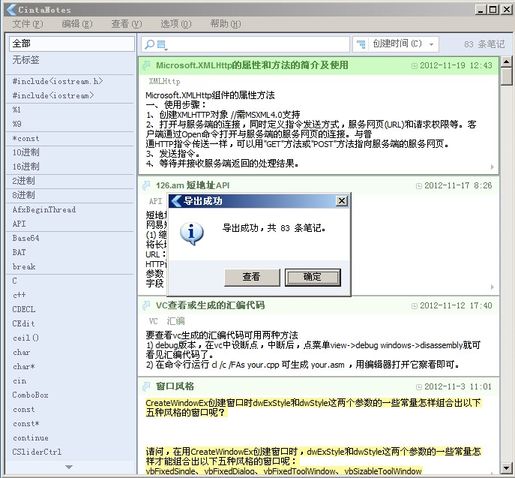 CintaNotes
文件(F) 编辑(E) 查看(V) 选项(O) 帮助(H)
全部
创建时间(C)
83 条笔记
无标签
#include<iostream.h>
#include<iostream>
%1
%9
*const
10进制
16进制
2进制
8进制
AfxBeginThread
API
Base64
BAT
break
C
c++
CDECL
CEdit
ceil()
char
char*
cin
ComboBox
const
const*
continue
CSliderCtrl
Microsoft.XMLHttp的属性和方法的简介及使用
2012-11-19 12:43
XMLHttp
Microsoft.XMLHttp组件的属性方法
一、使用步骤：
1、创建XMLHTTP对象 //需MSXML4.0支持
2、打开与服务端的连接，同时定义指令发送方式，服务网页(URL)和请求权限等。客
户端通过Open命令打开与服务端的服务网页的连接。与普
通HTTP指令传送一样，可以用"GET"方法或"POST"方法指向服务端的服务网页。
3、发送指令。
4、等待并接收服务端返回的处理结果。
126.am 短地址API
2012-11-17 8:26
API
短地
网易
(1) 缩
将长
URL：
HTTP
参数
字段
导出成功
导出成功，共 83 条笔记。
查看
确定
VC查看或生成的汇编代码
2012-11-12 17:40
VC 汇编
要查看vc生成的汇编代码可用两种方法
1) debug版本，在vc中设断点，中断后，点菜单view->debug windows->disassembly就可
看见汇编代码了。
2) 在命令行运行 cl /c /FAs your.cpp 可生成 your.asm ，用编辑器打开它察看即可。
窗口风格
2012-11-3 11:01
CreateWindowEx创建窗口时dwExStyle和dwStyle这两个参数的一些常量怎样组合出以下
五种风格的窗口呢？
请问，在用CreateWindowEx创建窗口时，dwExStyle和dwStyle这两个参数的一些常量怎
样才能组合出以下五种风格的窗口呢：
vbFixedSingle、vbFixedDialog、vbFixedToolWindow、vbSizableToolWindow